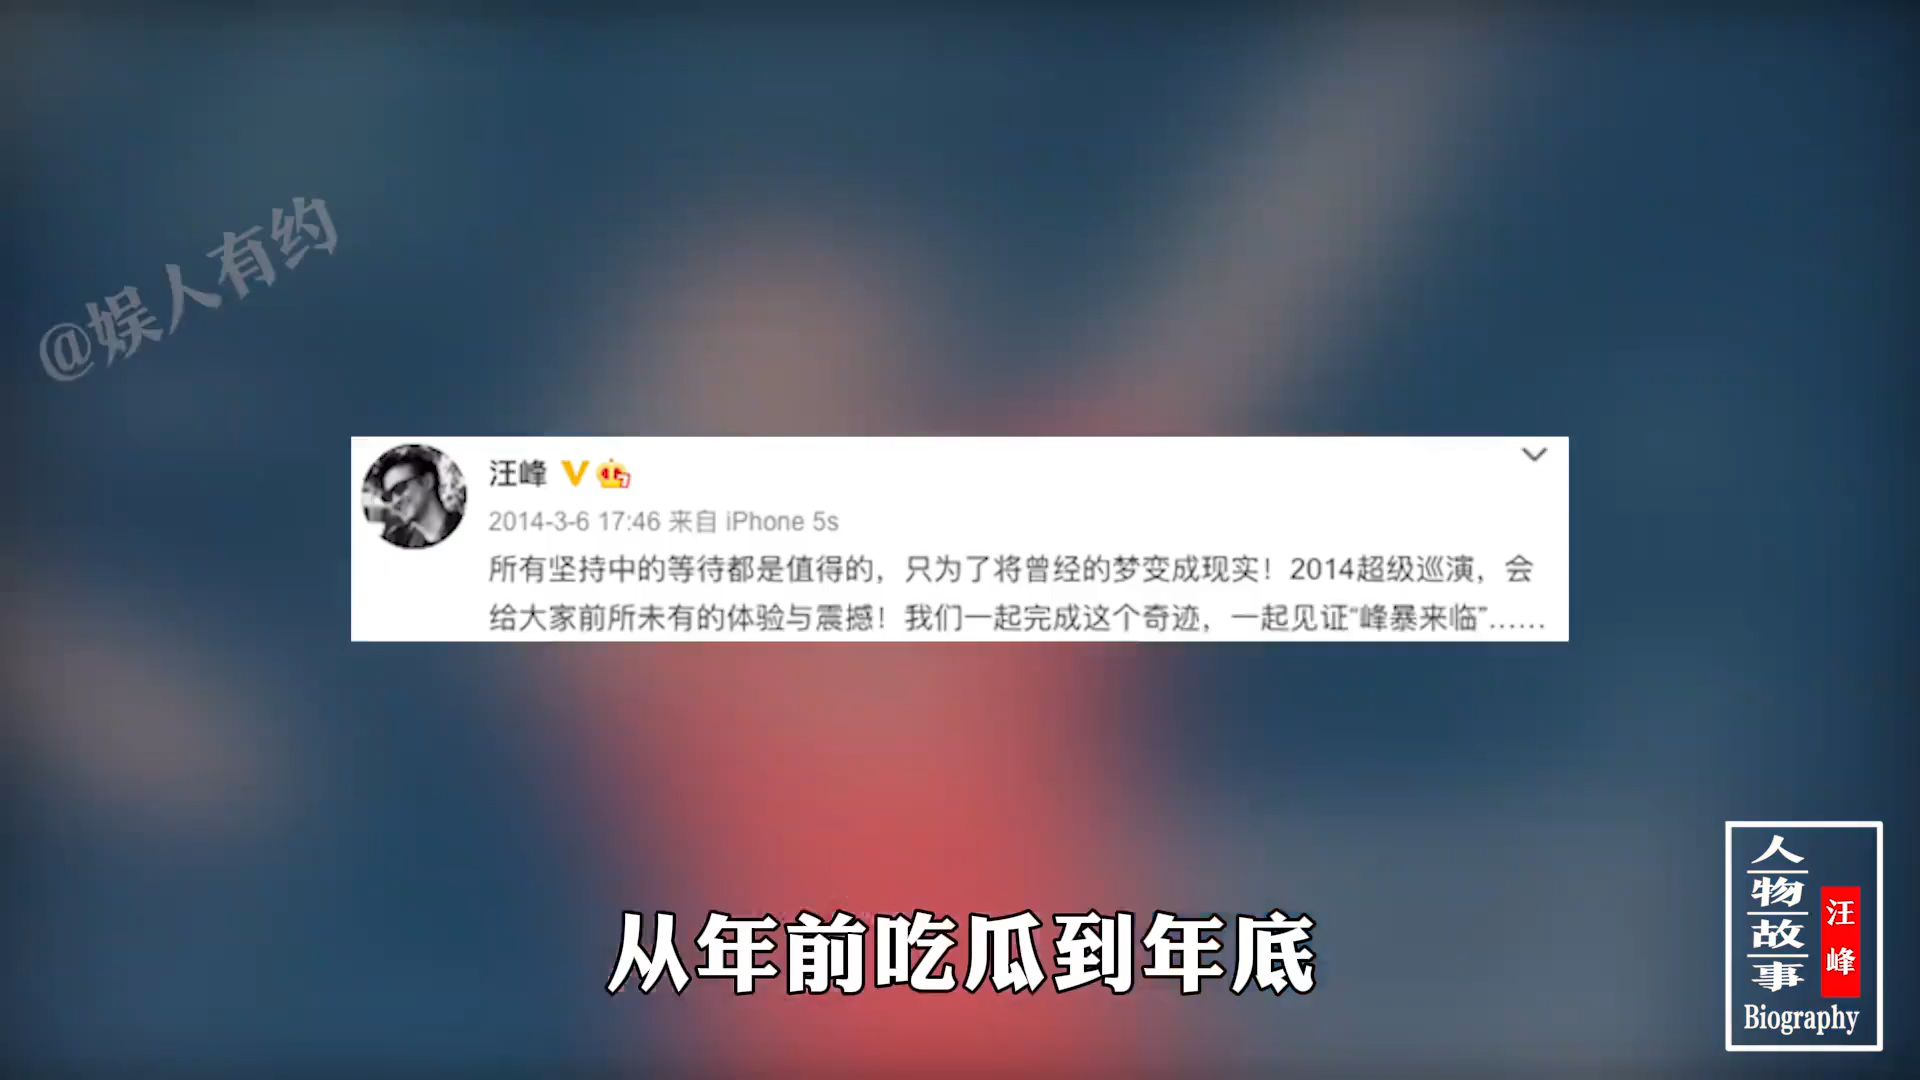 @娱人有约
汪峰
2014-3-6 17:46 来自 iPhone 5s
所有坚持中的等待都是值得的，只为了将曾经的梦变成现实！2014超级巡演，会
给大家前所未有的体验与震撼！我们一起完成这个奇迹，一起见证“峰暴来临”……
从年前吃瓜到年底
人物故事
汪峰
Biography